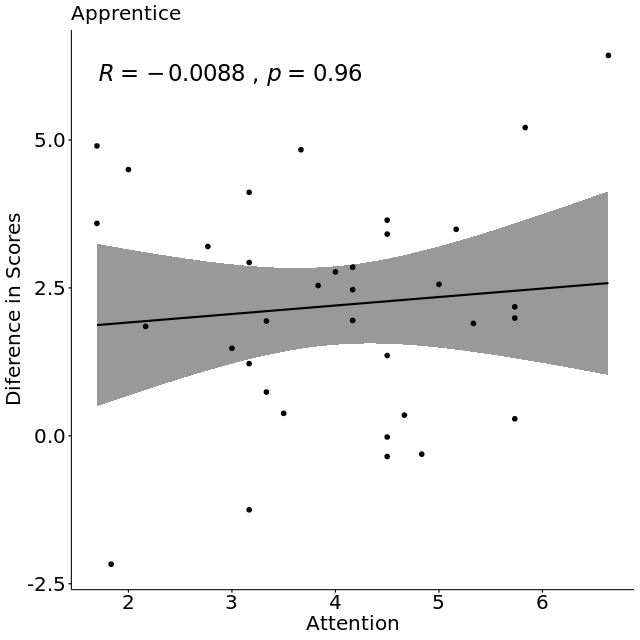 Apprentice
R = −0.0088 , p = 0.96
5.0
2.5
0.0
-2.5
Diference in Scores
2 3 4 5 6
Attention